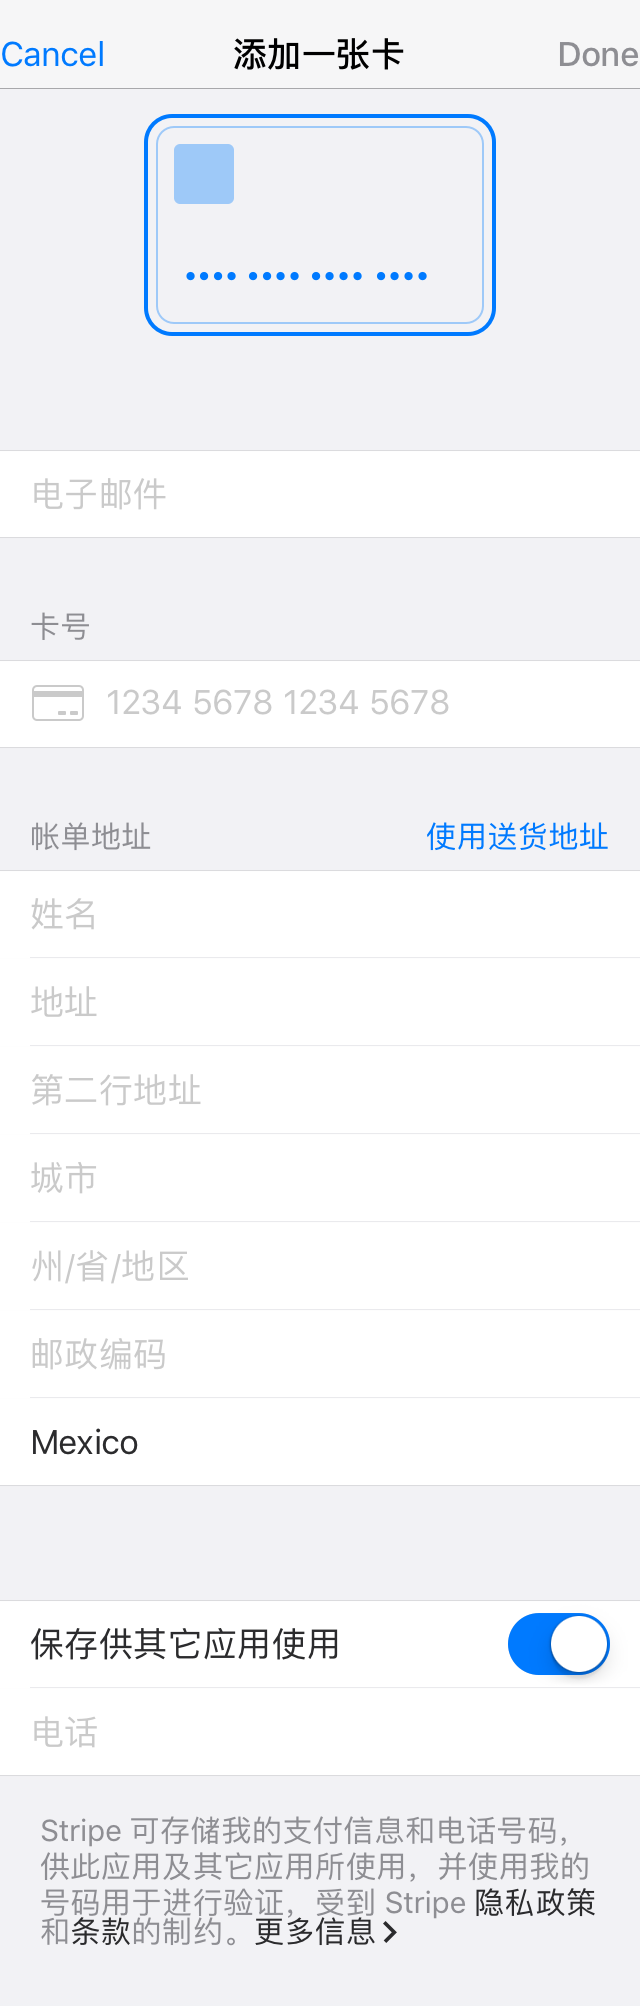 Cancel 添加一张卡 Done
•••• •••• •••• ••••
电子邮件
卡号
1234 5678 1234 5678
帐单地址 使用送货地址
姓名
地址
第二行地址
城市
州/省/地区
邮政编码
Mexico
保存供其它应用使用
电话
Stripe 可存储我的支付信息和电话号码，
供此应用及其它应用所使用，并使用我的
号码用于进行验证，受到 Stripe 隐私政策
和条款的制约。更多信息